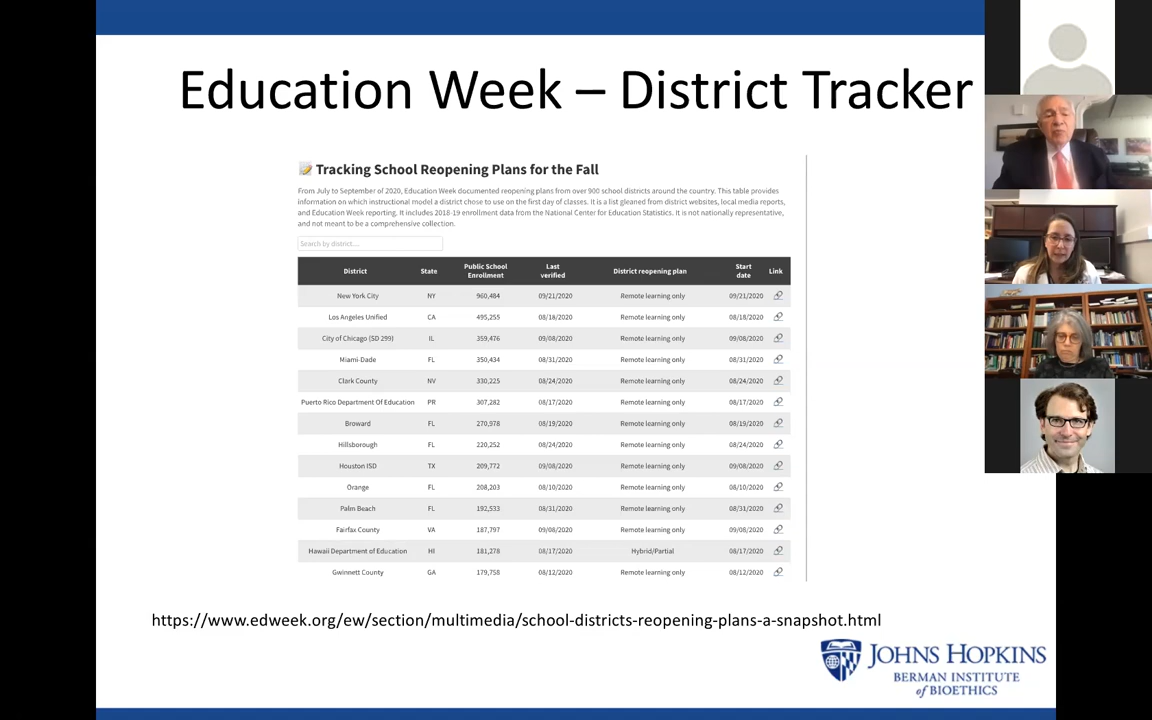 Education Week – District Tracker
Tracking School Reopening Plans for the Fall
From July to September of 2020, Education Week documented reopening plans from over 900 school districts around the country. This table provides
information on which instructional model a district chose to use on the first day of classes. It is a list gleaned from district websites, local media reports,
and Education Week reporting. It includes 2018-19 enrollment data from the National Center for Education Statistics. It is not nationally representative,
and not meant to be a comprehensive collection.
Search by district....
District State Public School Enrollment Last verified District reopening plan Start date Link
New York City NY 960,484 09/21/2020 Remote learning only 09/21/2020
Los Angeles Unified CA 495,255 08/18/2020 Remote learning only 08/18/2020
City of Chicago (SD 299) IL 359,476 09/08/2020 Remote learning only 09/08/2020
Miami-Dade FL 350,434 08/31/2020 Remote learning only 08/31/2020
Clark County NV 330,225 08/24/2020 Remote learning only 08/24/2020
Puerto Rico Department Of Education PR 307,282 08/17/2020 Remote learning only 08/17/2020
Broward FL 270,978 08/19/2020 Remote learning only 08/19/2020
Hillsborough FL 220,252 08/24/2020 Remote learning only 08/24/2020
Houston ISD TX 209,772 09/08/2020 Remote learning only 09/08/2020
Orange FL 208,203 08/10/2020 Remote learning only 08/10/2020
Palm Beach FL 192,533 08/31/2020 Remote learning only 08/31/2020
Fairfax County VA 187,797 09/08/2020 Remote learning only 09/08/2020
Hawaii Department of Education HI 181,278 08/17/2020 Hybrid/Partial 08/17/2020
Gwinnett County GA 179,758 08/12/2020 Remote learning only 08/12/2020
https://www.edweek.org/ew/section/multimedia/school-districts-reopening-plans-a-snapshot.html
JOHNS HOPKINS
BERMAN INSTITUTE
of BIOETHICS